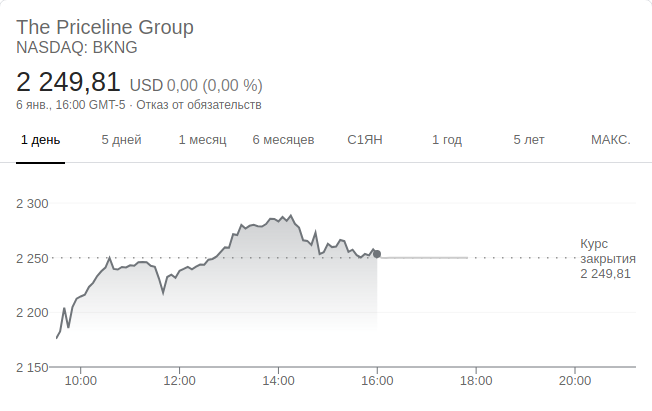 The Priceline Group
NASDAQ: BKNG
2 249,81 USD 0,00 (0,00 %)
6 янв., 16:00 GMT-5 · Отказ от обязательств
1 день 5 дней 1 месяц 6 месяцев С1ЯН 1 год 5 лет МАКС.
2 300
2 250
2 200
2 150
Курс
закрытия
2 249,81
10:00 12:00 14:00 16:00 18:00 20:00